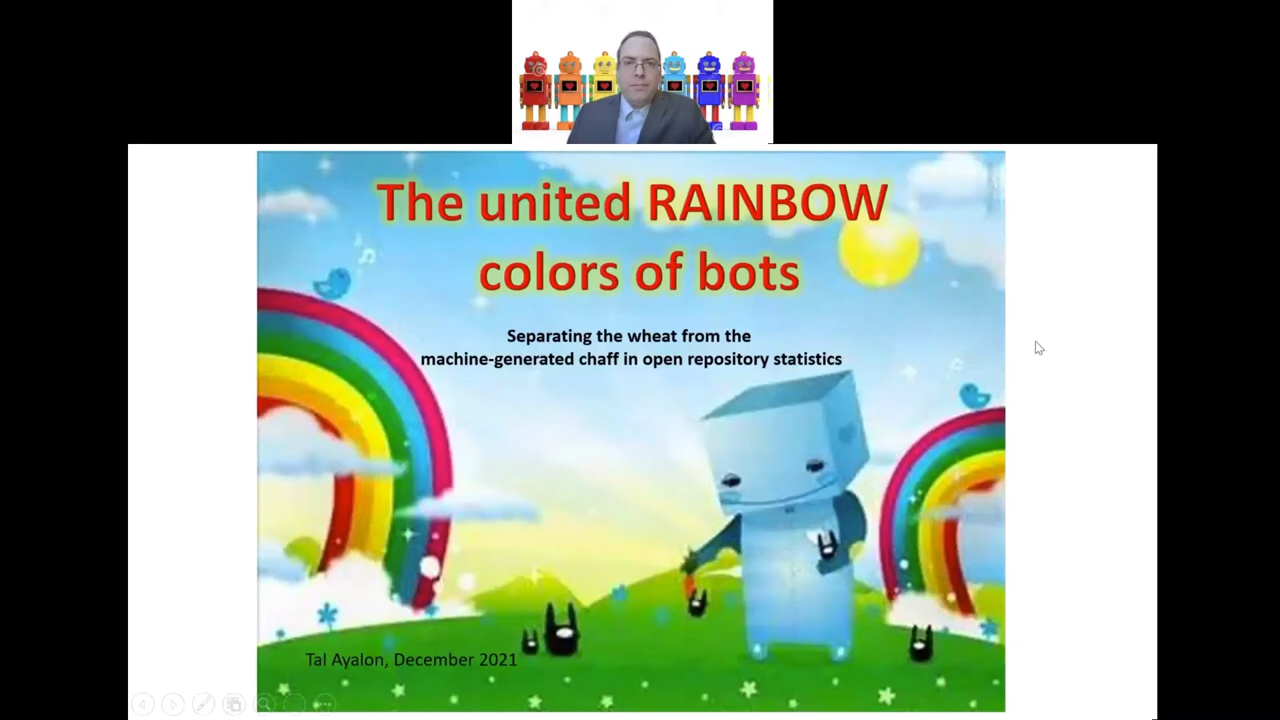 The united RAINBOW
colors of bots
Separating the wheat from the
machine-generated chaff in open repository statistics
Tal Ayalon, December 2021